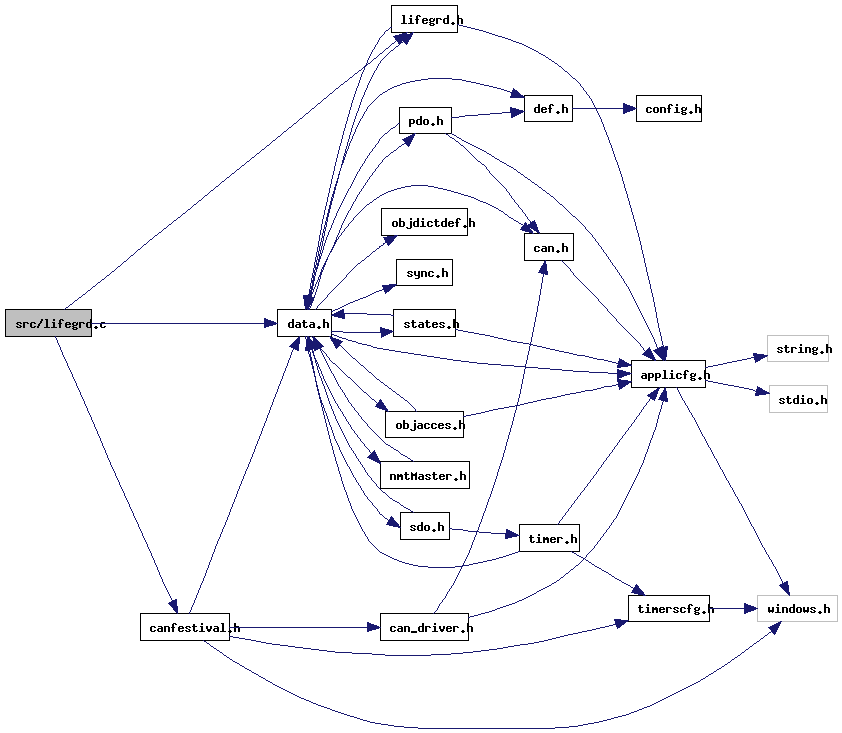 lifegrd.h
def.h
config.h
pdo.h
objdictdef.h
can.h
sync.h
src/lifegrd.c
data.h
states.h
string.h
applicfg.h
stdio.h
objacces.h
nmtMaster.h
sdo.h
timer.h
timerscfg.h
windows.h
canfestival.h
can_driver.h